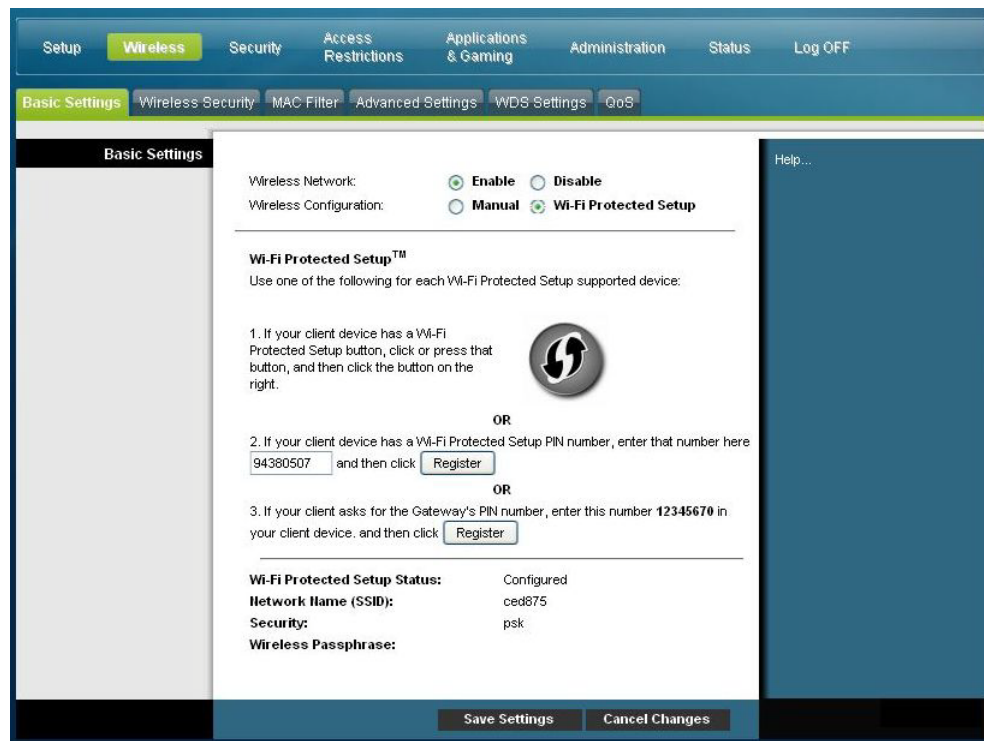 Setup Wireless Security Access Restrictions Applications & Gaming Administration Status Log OFF
Basic Settings Wireless Security MAC Filter Advanced Settings WDS Settings QoS
Basic Settings
Help...
Wireless Network: Enable Disable
Wireless Configuration: Manual Wi-Fi Protected Setup
Wi-Fi Protected Setup™
Use one of the following for each Wi-Fi Protected Setup supported device:
1. If your client device has a Wi-Fi
Protected Setup button, click or press that
button, and then click the button on the
right.
OR
2. If your client device has a Wi-Fi Protected Setup PIN number, enter that number here
94380507 and then click Register
OR
3. If your client asks for the Gateway's PIN number, enter this number 12345670 in
your client device. and then click Register
Wi-Fi Protected Setup Status: Configured
Network Name (SSID): ced875
Security: psk
Wireless Passphrase:
Save Settings Cancel Changes